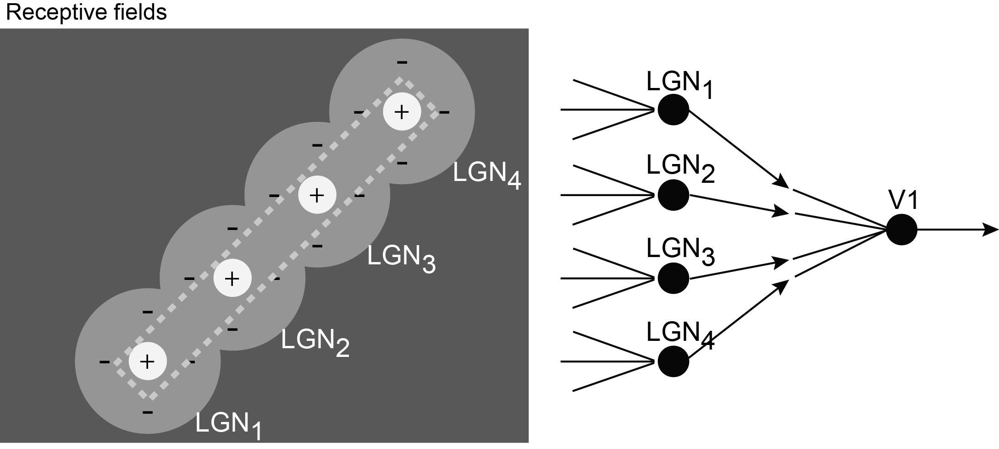 Receptive fields
-
- + -
-
LGN4
-
- + -
-
LGN3
-
- + -
-
LGN2
-
- + -
-
LGN1
LGN1
LGN2
LGN3
LGN4
V1